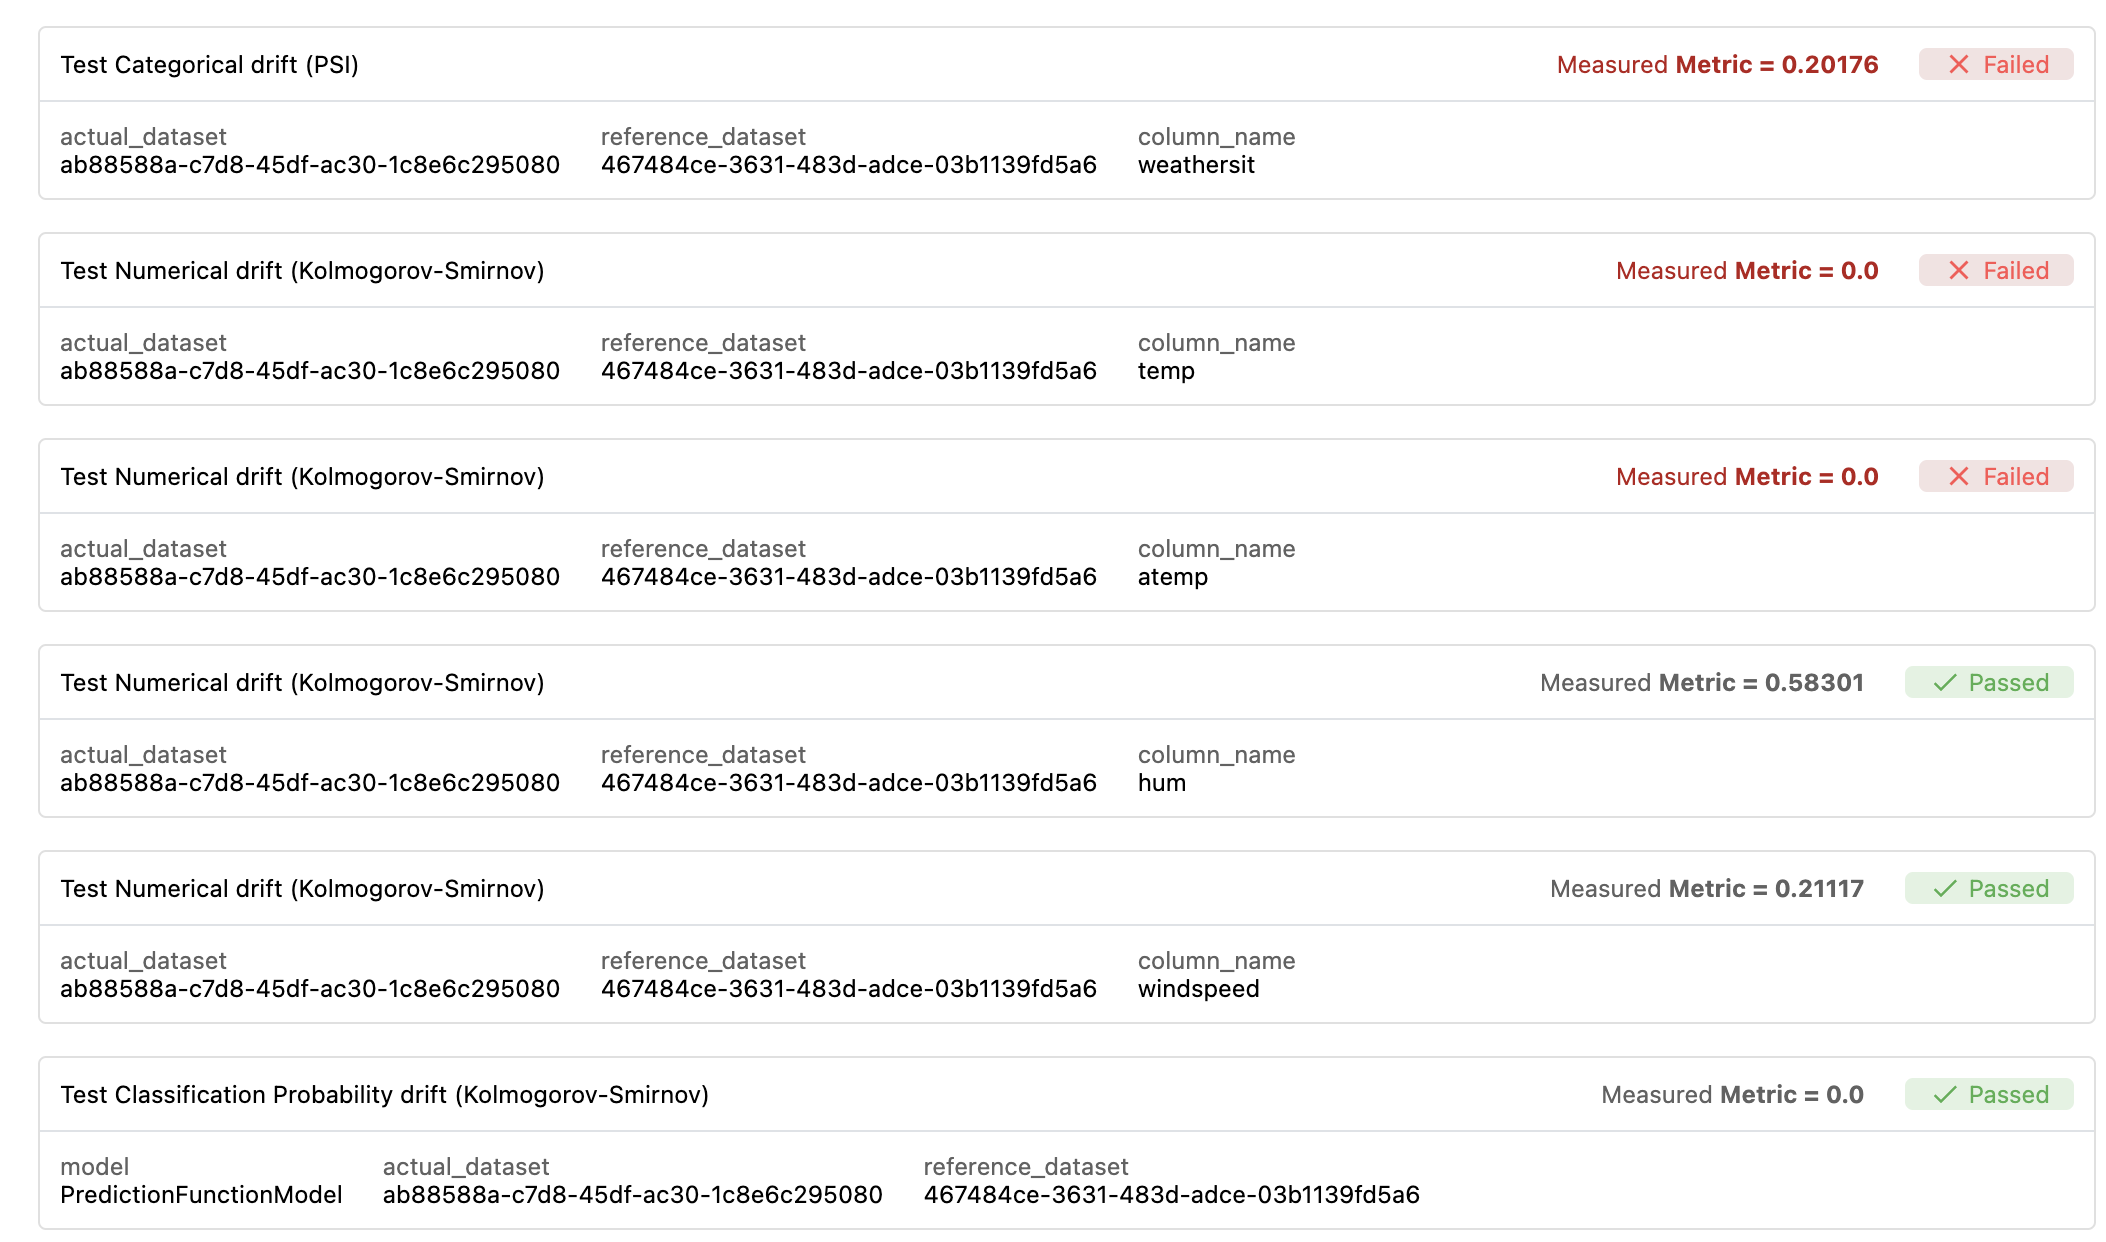 Test Categorical drift (PSI) Measured Metric = 0.20176 Failed
actual_dataset reference_dataset column_name
ab88588a-c7d8-45df-ac30-1c8e6c295080 467484ce-3631-483d-adce-03b1139fd5a6 weathersit
Test Numerical drift (Kolmogorov-Smirnov) Measured Metric = 0.0 Failed
actual_dataset reference_dataset column_name
ab88588a-c7d8-45df-ac30-1c8e6c295080 467484ce-3631-483d-adce-03b1139fd5a6 temp
Test Numerical drift (Kolmogorov-Smirnov) Measured Metric = 0.0 Failed
actual_dataset reference_dataset column_name
ab88588a-c7d8-45df-ac30-1c8e6c295080 467484ce-3631-483d-adce-03b1139fd5a6 atemp
Test Numerical drift (Kolmogorov-Smirnov) Measured Metric = 0.58301 Passed
actual_dataset reference_dataset column_name
ab88588a-c7d8-45df-ac30-1c8e6c295080 467484ce-3631-483d-adce-03b1139fd5a6 hum
Test Numerical drift (Kolmogorov-Smirnov) Measured Metric = 0.21117 Passed
actual_dataset reference_dataset column_name
ab88588a-c7d8-45df-ac30-1c8e6c295080 467484ce-3631-483d-adce-03b1139fd5a6 windspeed
Test Classification Probability drift (Kolmogorov-Smirnov) Measured Metric = 0.0 Passed
model actual_dataset reference_dataset
PredictionFunctionModel ab88588a-c7d8-45df-ac30-1c8e6c295080 467484ce-3631-483d-adce-03b1139fd5a6